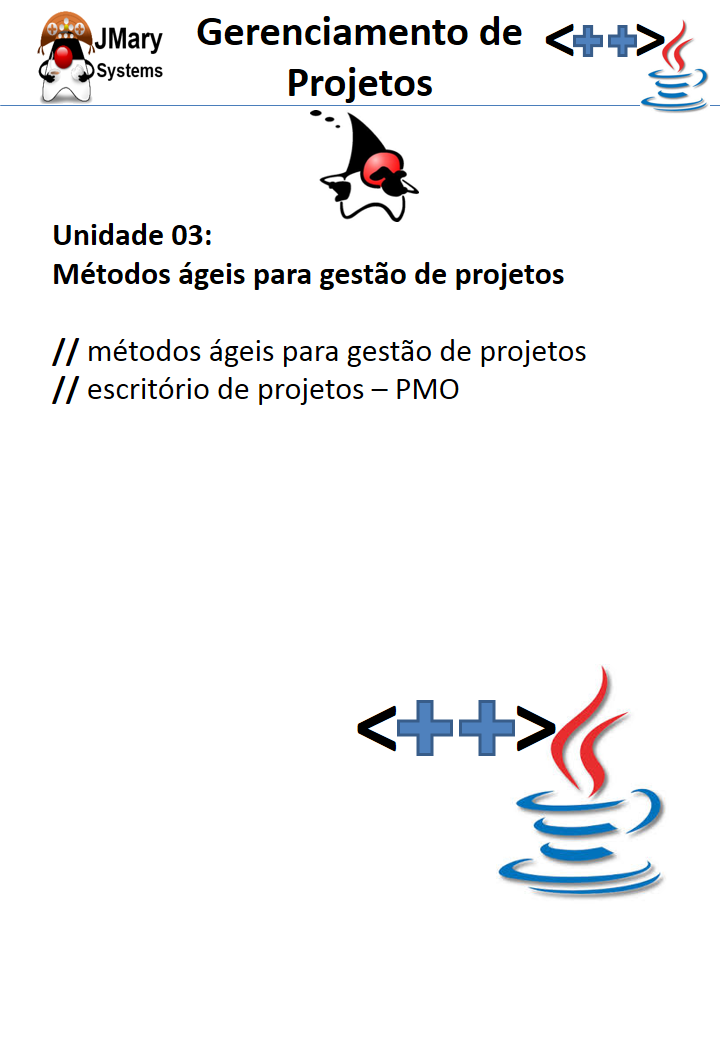 JMary
Systems
Gerenciamento de
Projetos
<++>
Unidade 03:
Métodos ágeis para gestão de projetos
// métodos ágeis para gestão de projetos
// escritório de projetos – PMO
<++>